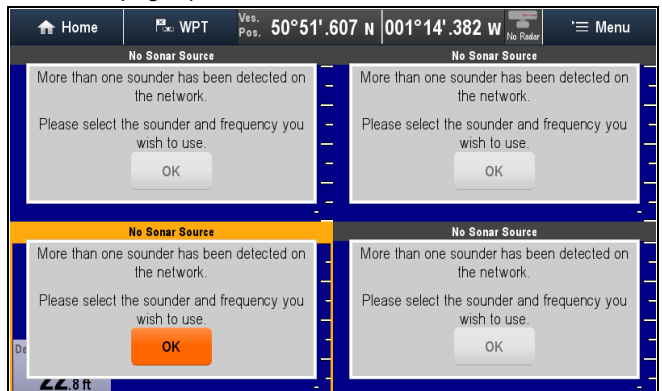 Home
WPT
Ves.
Pos.
50°51'.607 N
001°14'.382 W
No Radar
Menu
No Sonar Source
More than one sounder has been detected on
the network.
Please select the sounder and frequency you
wish to use.
OK
No Sonar Source
More than one sounder has been detected on
the network.
Please select the sounder and frequency you
wish to use.
OK
No Sonar Source
More than one sounder has been detected on
the network.
Please select the sounder and frequency you
wish to use.
OK
De
22.8 ft
No Sonar Source
More than one sounder has been detected on
the network.
Please select the sounder and frequency you
wish to use.
OK